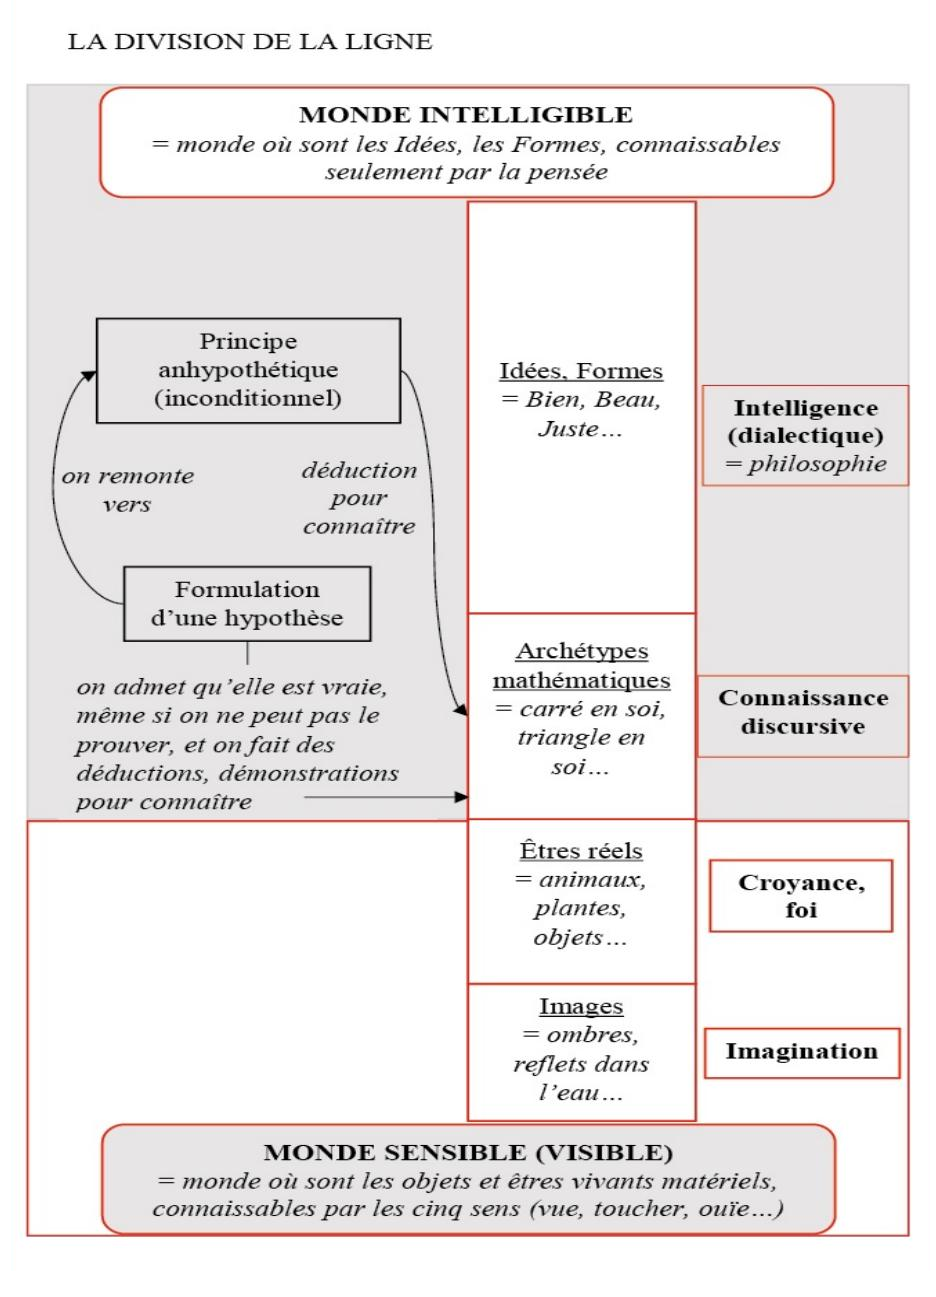 LA DIVISION DE LA LIGNE
MONDE INTELLIGIBLE
= monde où sont les Idées, les Formes, connaissables
seulement par la pensée
Principe
anhypothétique
(inconditionnel)
Idées, Formes
= Bien, Beau,
Juste…
Intelligence
(dialectique)
= philosophie
on remonte
vers
déduction
pour
connaître
Formulation
d’une hypothèse
on admet qu’elle est vraie,
même si on ne peut pas le
prouver, et on fait des
déductions, démonstrations
pour connaître
Archétypes
mathématiques
= carré en soi,
triangle en
soi…
Connaissance
discursive
Êtres réels
= animaux,
plantes,
objets…
Croyance,
foi
Images
= ombres,
reflets dans
l’eau…
Imagination
MONDE SENSIBLE (VISIBLE)
= monde où sont les objets et êtres vivants matériels,
connaissables par les cinq sens (vue, toucher, ouïe…)